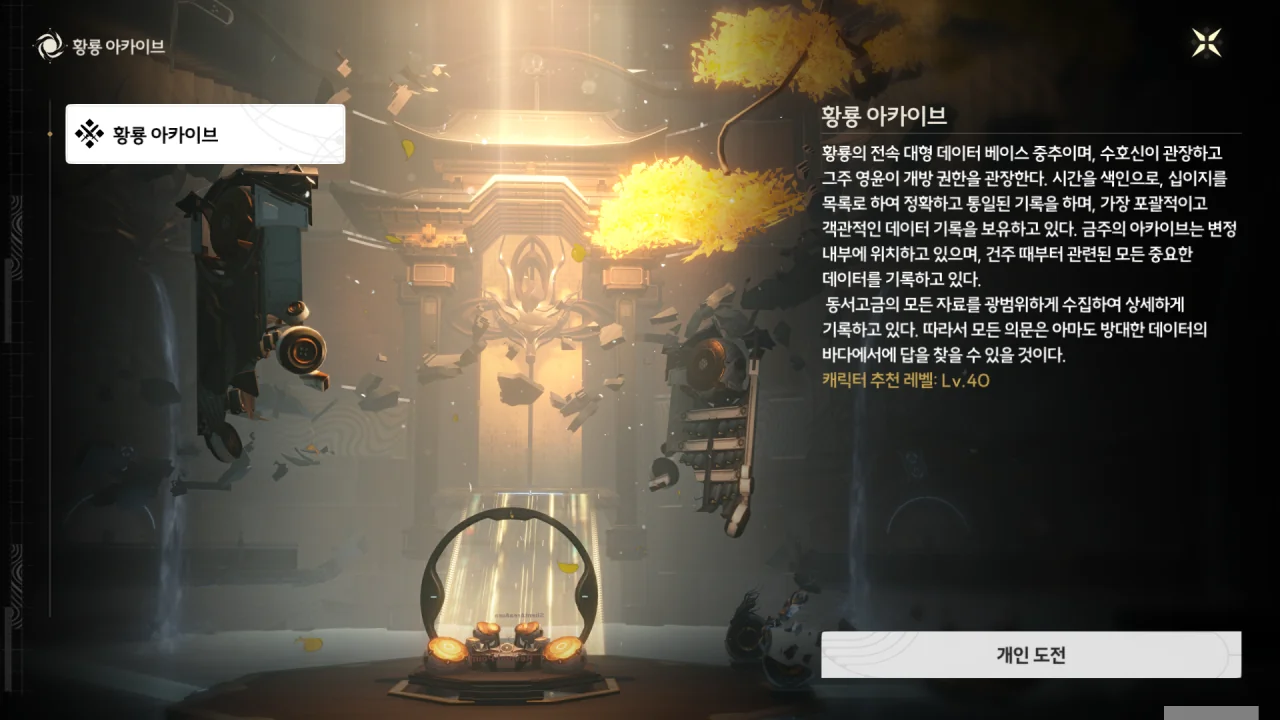 황룡 아카이브
황룡 아카이브
황룡 아카이브
황룡의 전속 대형 데이터 베이스 중추이며, 수호신이 관장하고
그주 영윤이 개방 권한을 관장한다. 시간을 색인으로, 십이지를
목록로 하여 정확하고 통일된 기록을 하며, 가장 포괄적이고
객관적인 데이터 기록을 보유하고 있다. 금주의 아카이브는 변정
내부에 위치하고 있으며, 건주 때부터 관련된 모든 중요한
데이터를 기록하고 있다.
동서고금의 모든 자료를 광범위하게 수집하여 상세하게
기록하고 있다. 따라서 모든 의문은 아마도 방대한 데이터의
바다에서에 답을 찾을 수 있을 것이다.
캐릭터 추천 레벨: Lv.40
개인 도전